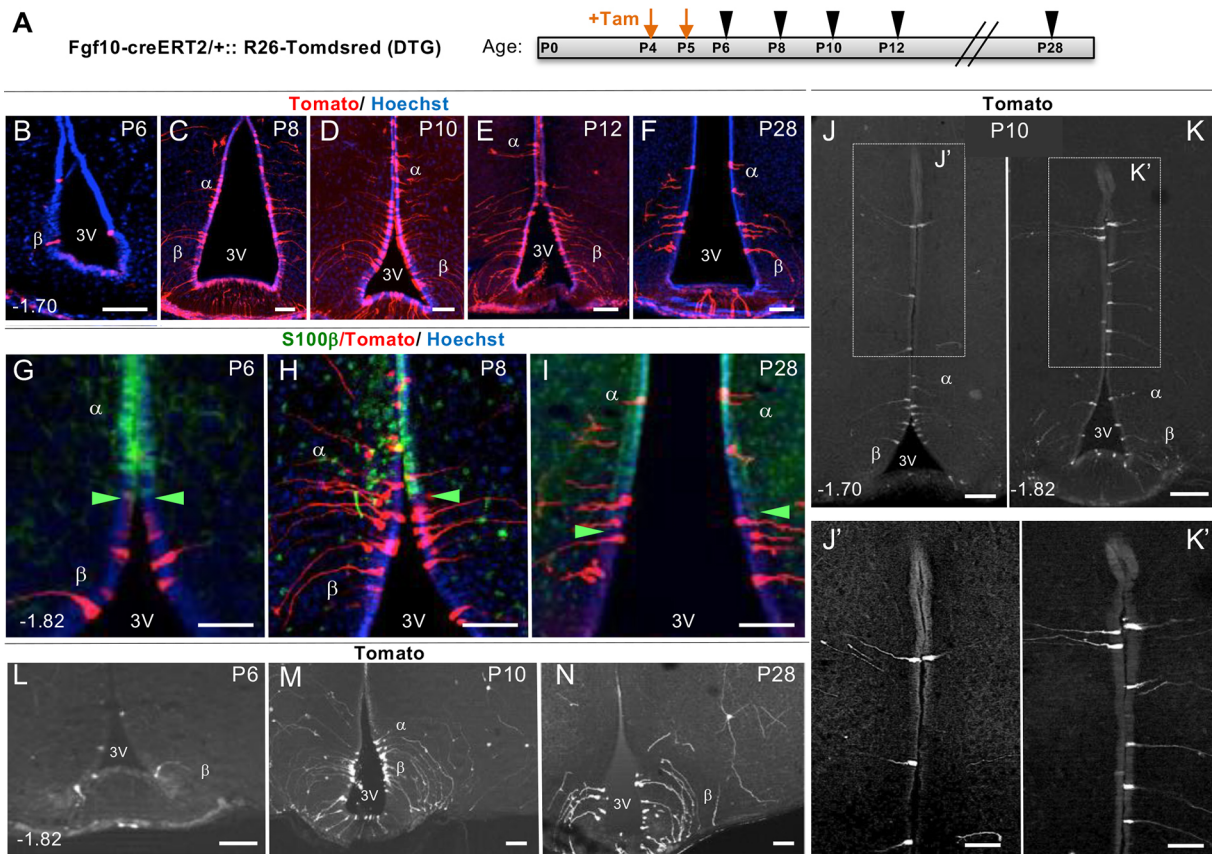 A
+Tam
Fgf10-creERT2/+:: R26-Tomdsred (DTG)
Age: P0 P4 P5 P6 P8 P10 P12 P28
Tomato/ Hoechst
Tomato
B P6
C P8
D P10
E P12
F P28
J P10 K
J’
K’
α
α
α
α
β
β
β
β
β
3V
3V
3V
3V
3V
-1.70
S100β/Tomato/ Hoechst
G P6
H P8
I P28
α
α
α
α
β
β
3V
3V
3V
-1.82
α
α
β
β
3V
3V
-1.70
-1.82
Tomato
L P6
M P10
N P28
α
β
β
β
3V
3V
3V
-1.82
J’
K’